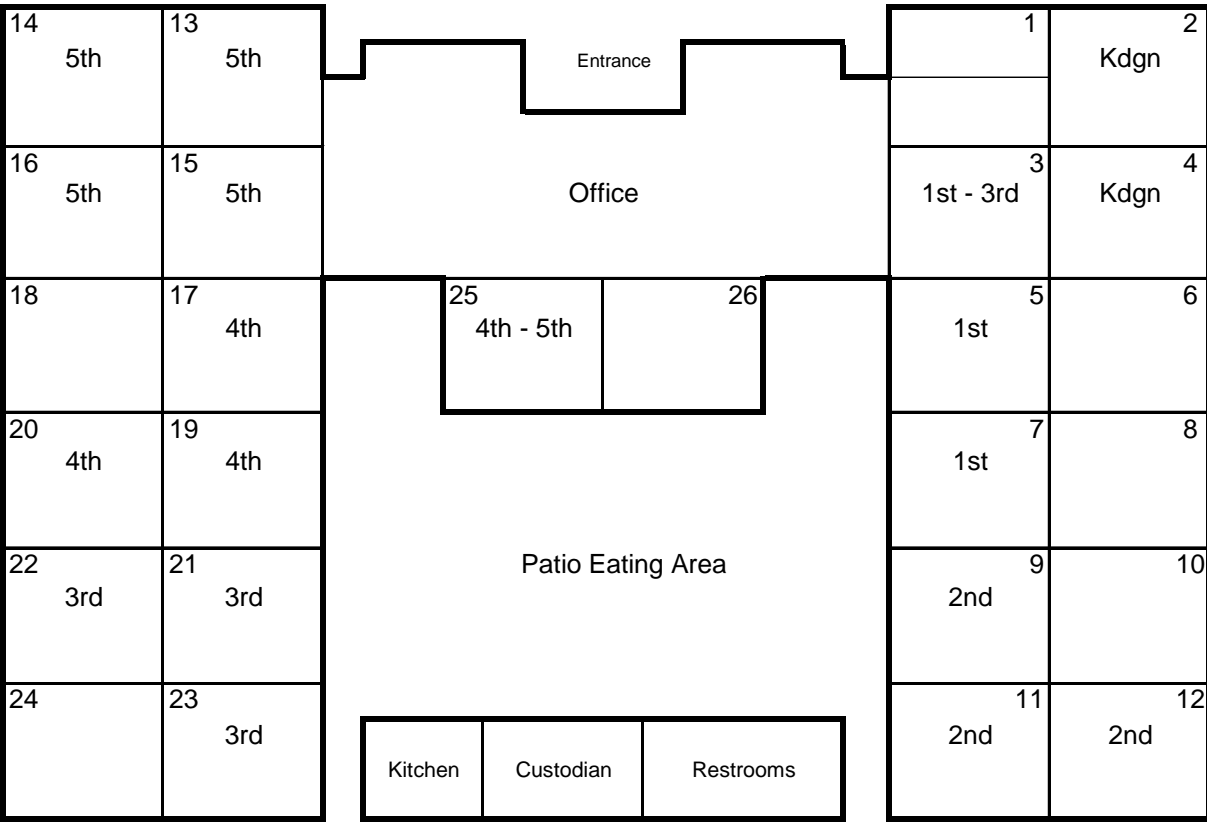 14 13 1 2
5th 5th Entrance Kdgn
16 15 3 4
5th 5th Office 1st - 3rd Kdgn
18 17 25 26 5 6
4th 4th - 5th 1st
20 19 7 8
4th 4th 1st
22 21 Patio Eating Area 9 10
3rd 3rd 2nd
24 23 11 12
3rd 2nd 2nd
Kitchen Custodian Restrooms